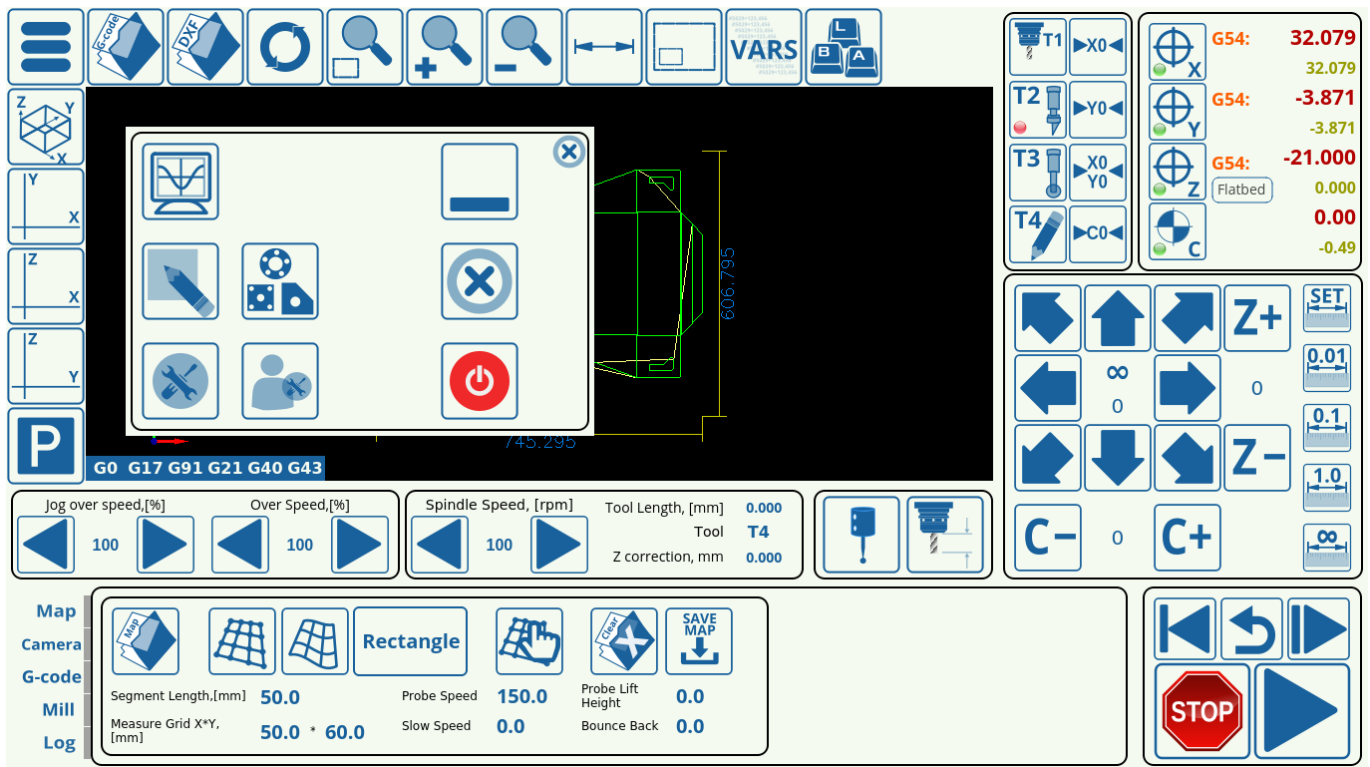 G-code
DXF
#5029=123,456
VARS
L
B
A
Z
Y
X
Y
X
Z
X
Z
Y
P
606.795
745.295
G0 G17 G91 G21 G40 G43
T1
X0
T2
Y0
T3
X0
Y0
T4
C0
X
G54:
32.079
32.079
Y
G54:
-3.871
-3.871
Z
G54:
-21.000
Flatbed
0.000
C
0.00
-0.49
Z+
SET
∞
0
0
0.01
0.1
Z−
1.0
C−
0
C+
∞
Jog over speed,[%]
100
Over Speed,[%]
100
Spindle Speed, [rpm]
100
Tool Length, [mm] 0.000
Tool T4
Z correction, mm 0.000
Map
Camera
G-code
Mill
Log
Map
Rectangle
Clear
SAVE
MAP
Segment Length,[mm] 50.0
Measure Grid X*Y,
[mm]
50.0 * 60.0
Probe Speed 150.0
Slow Speed 0.0
Probe Lift
Height
0.0
Bounce Back 0.0
STOP